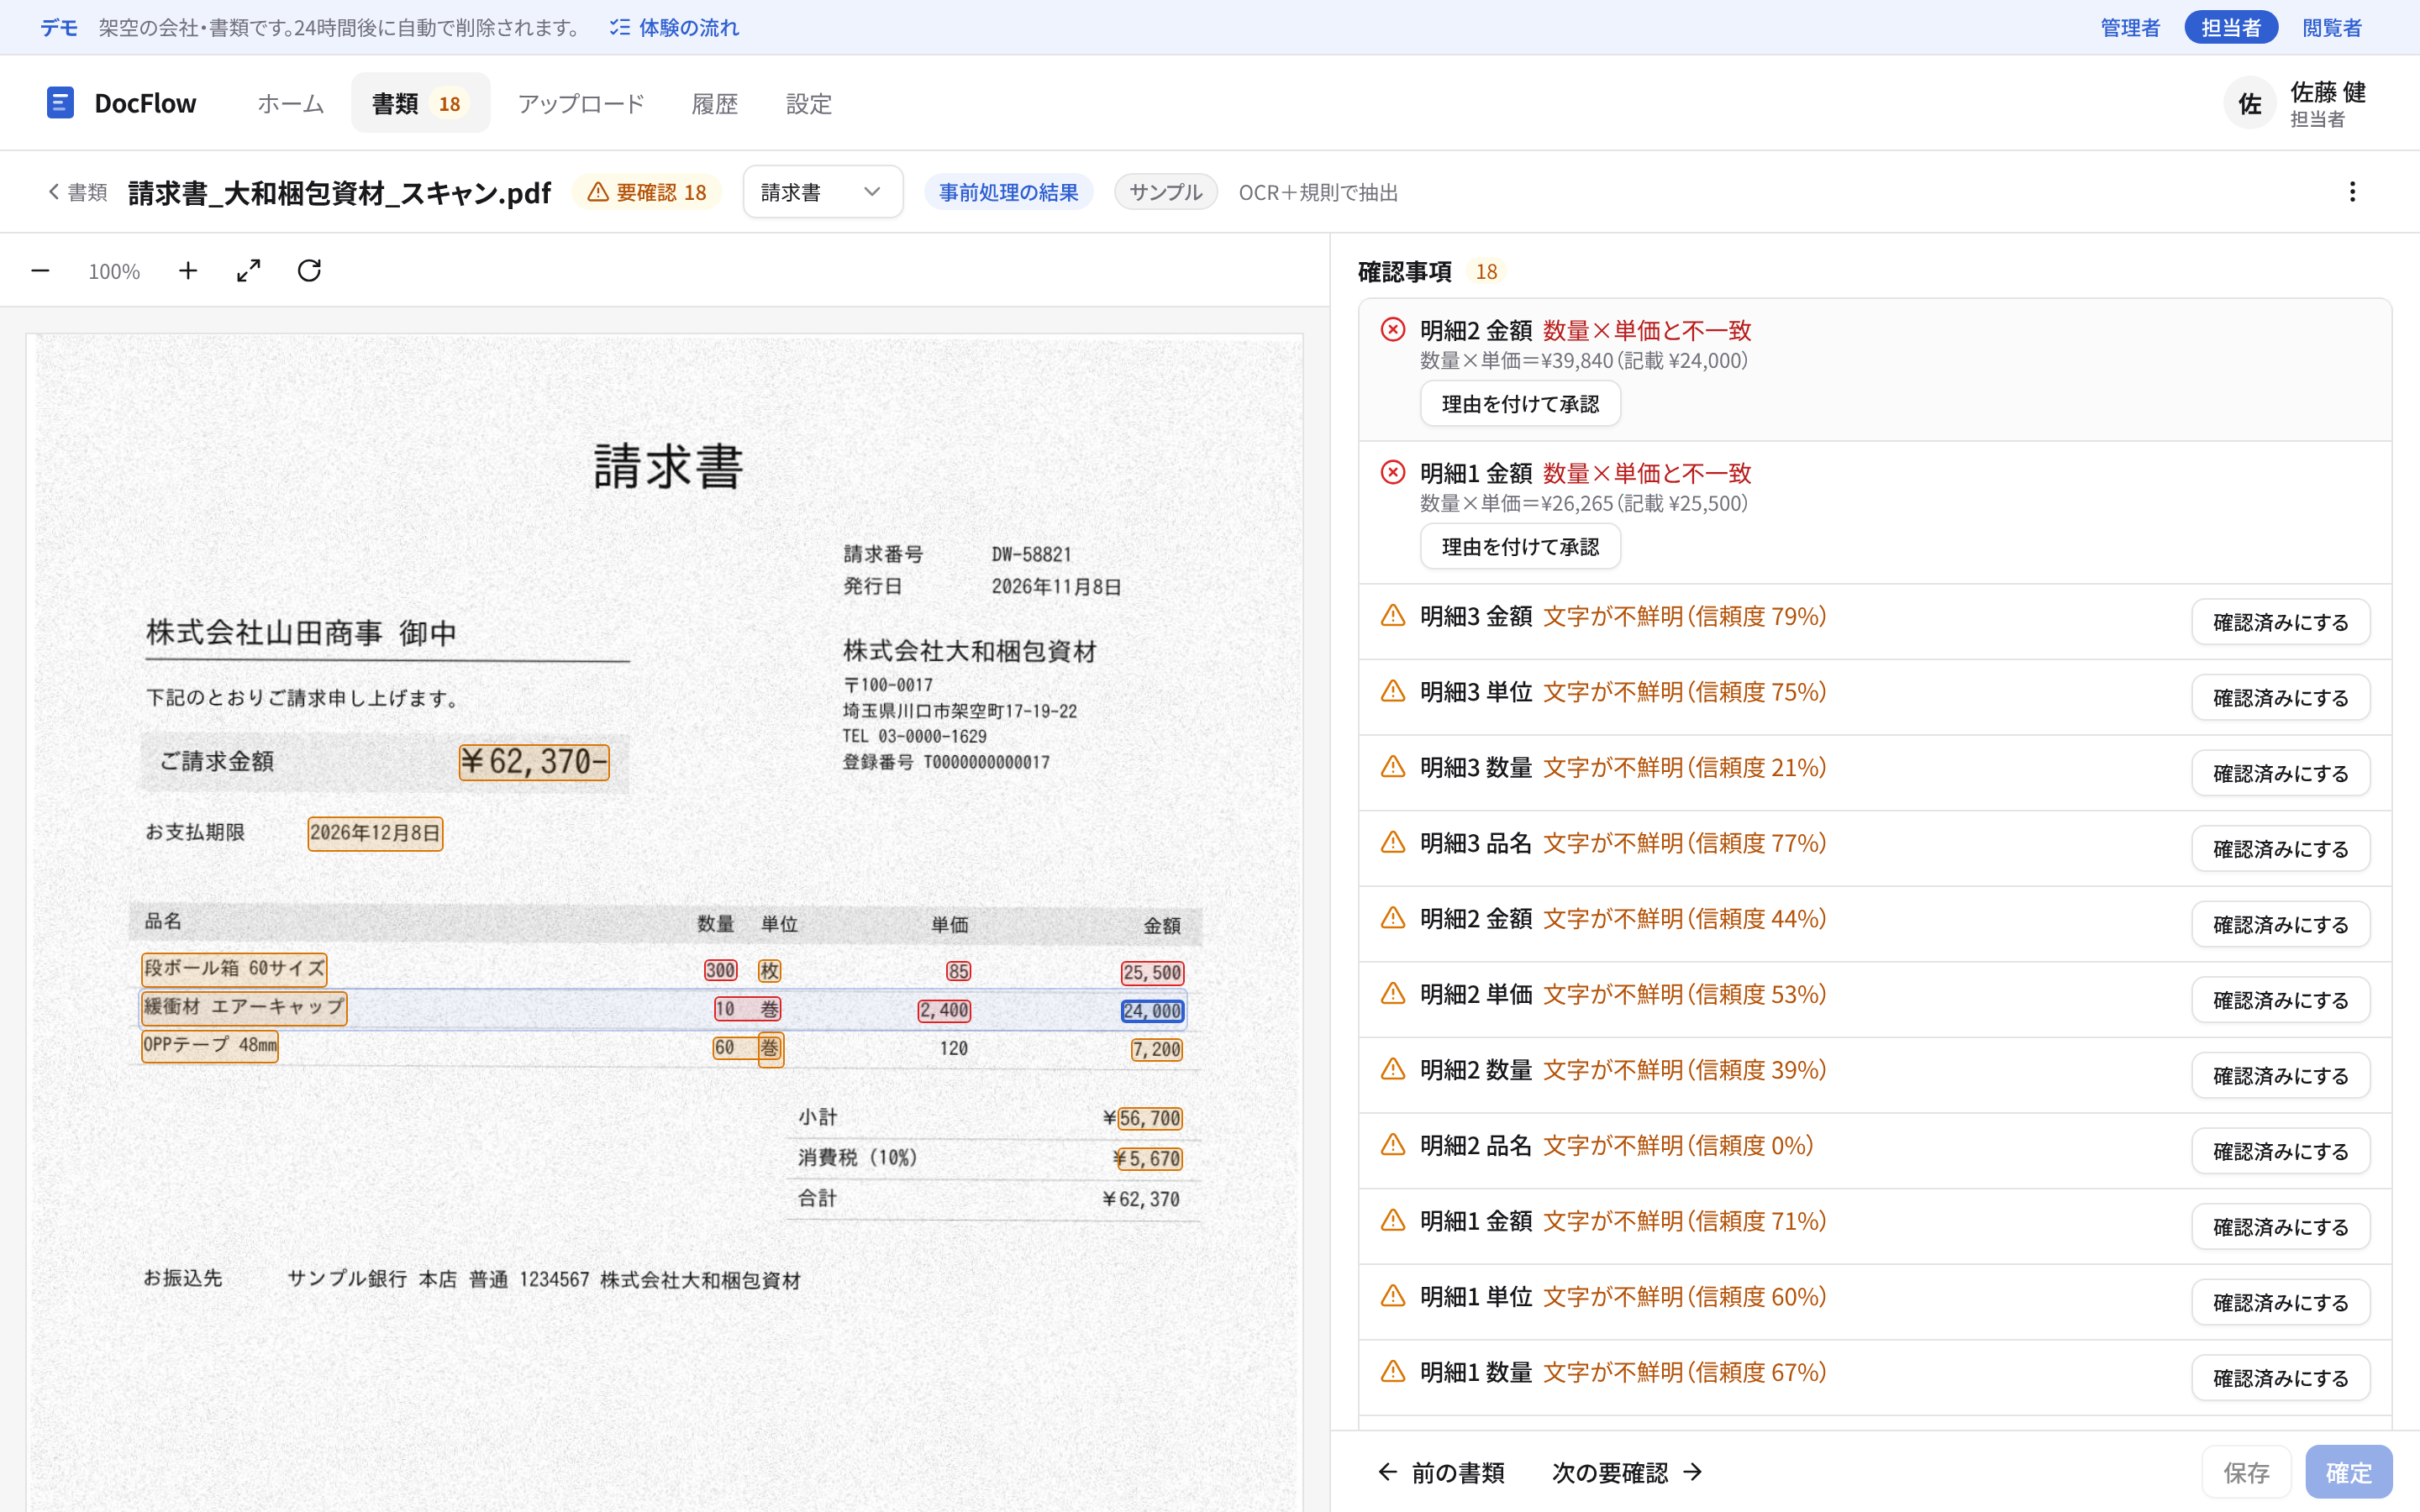 デモ 架空の会社・書類です。24時間後に自動で削除されます。 体験の流れ 管理者 担当者 閲覧者
DocFlow ホーム 書類 18 アップロード 履歴 設定 佐 佐藤 健
担当者
書類 請求書_大和梱包資材_スキャン.pdf 要確認 18 請求書 事前処理の結果 サンプル OCR+規則で抽出
100%
請求書
請求番号 DW-58821
発行日 2026年11月8日
株式会社山田商事 御中
株式会社大和梱包資材
〒100-0017
下記のとおりご請求申し上げます。
埼玉県川口市架空町17-19-22
TEL 03-0000-1629
ご請求金額 ¥62,370-
登録番号 T0000000000017
お支払期限 2026年12月8日
品名 数量 単位 単価 金額
段ボール箱 60サイズ 300 枚 85 25,500
緩衝材 エアーキャップ 10 巻 2,400 24,000
OPPテープ 48mm 60 巻 120 7,200
小計 ¥56,700
消費税 (10%) ¥5,670
合計 ¥62,370
お振込先 サンプル銀行 本店 普通 1234567 株式会社大和梱包資材
確認事項 18
明細2 金額 数量×単価と不一致
数量×単価=¥39,840(記載 ¥24,000)
理由を付けて承認
明細1 金額 数量×単価と不一致
数量×単価=¥26,265(記載 ¥25,500)
理由を付けて承認
明細3 金額 文字が不鮮明(信頼度 79%) 確認済みにする
明細3 単位 文字が不鮮明(信頼度 75%) 確認済みにする
明細3 数量 文字が不鮮明(信頼度 21%) 確認済みにする
明細3 品名 文字が不鮮明(信頼度 77%) 確認済みにする
明細2 金額 文字が不鮮明(信頼度 44%) 確認済みにする
明細2 単価 文字が不鮮明(信頼度 53%) 確認済みにする
明細2 数量 文字が不鮮明(信頼度 39%) 確認済みにする
明細2 品名 文字が不鮮明(信頼度 0%) 確認済みにする
明細1 金額 文字が不鮮明(信頼度 71%) 確認済みにする
明細1 単位 文字が不鮮明(信頼度 60%) 確認済みにする
明細1 数量 文字が不鮮明(信頼度 67%) 確認済みにする
前の書類 次の要確認 保存 確定